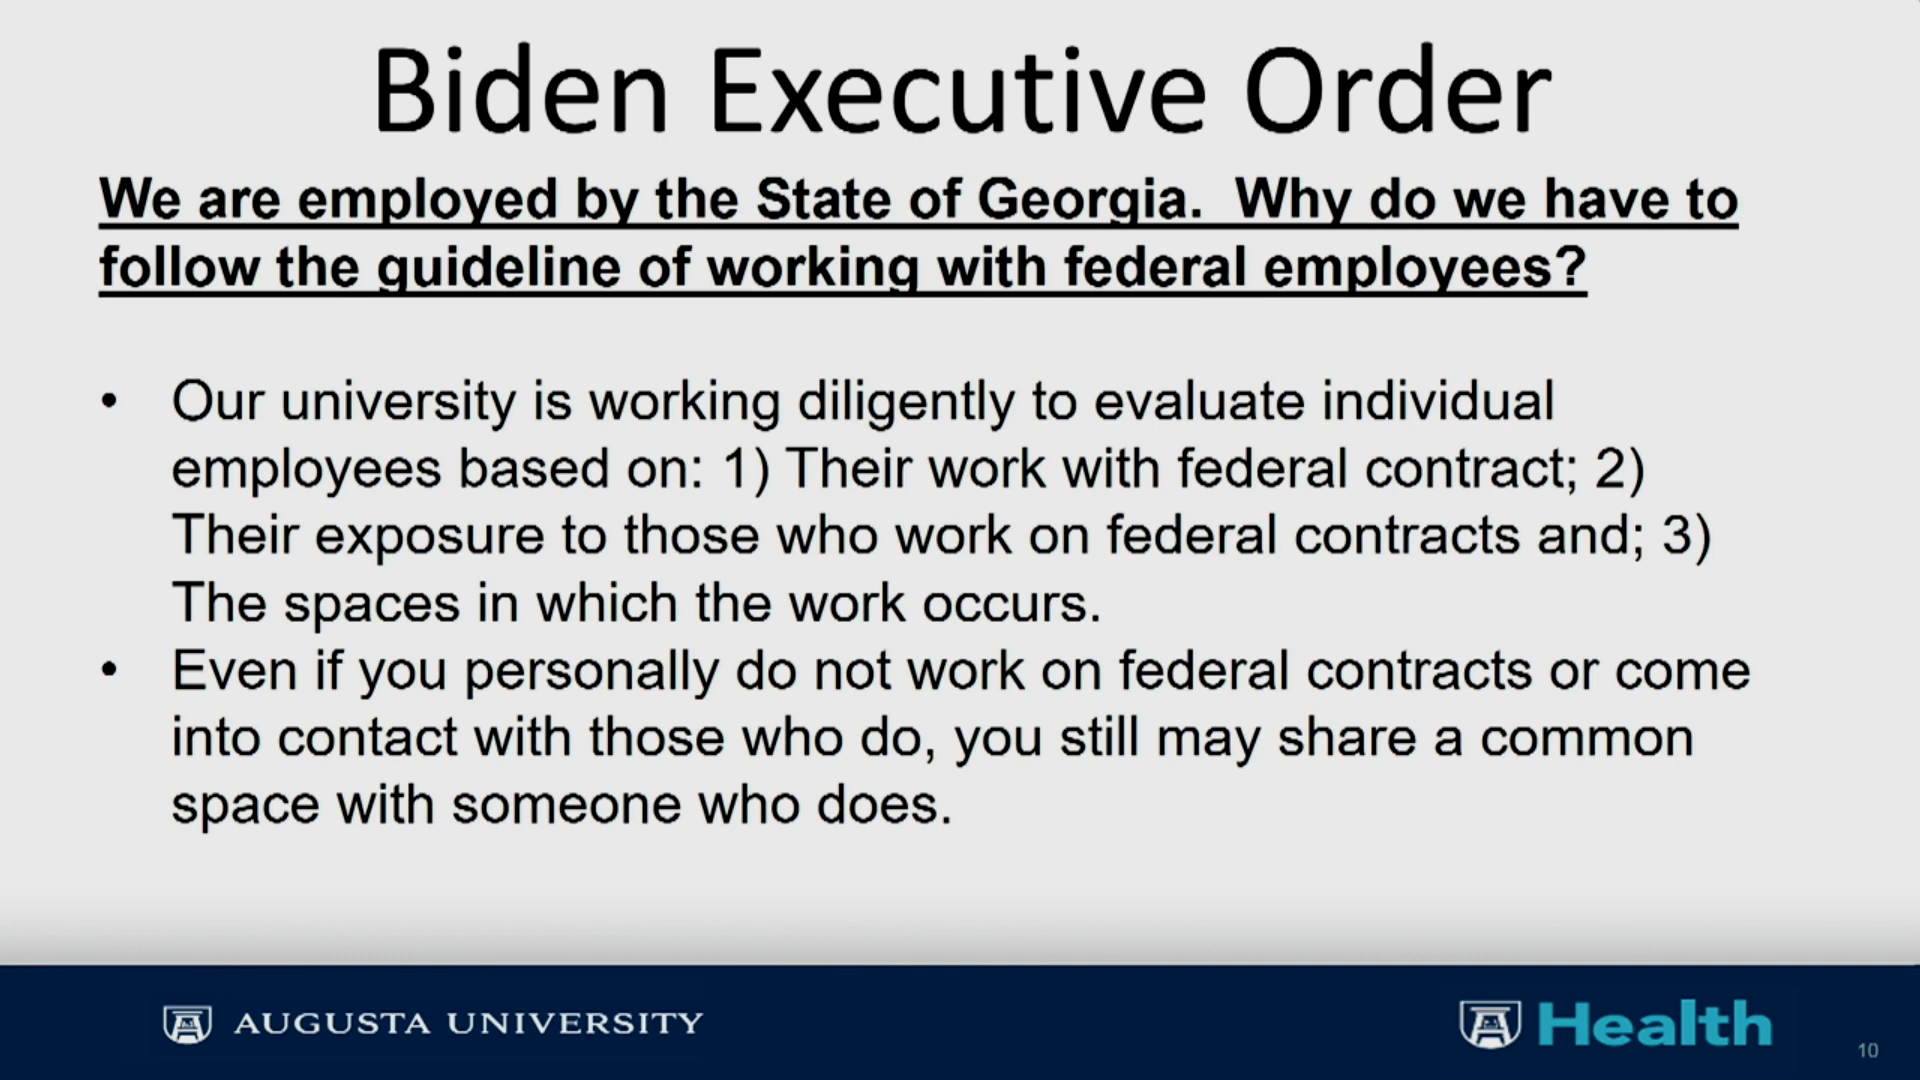 Biden Executive Order
We are employed by the State of Georgia.  Why do we have to
follow the guideline of working with federal employees?
• Our university is working diligently to evaluate individual
employees based on: 1) Their work with federal contract; 2)
Their exposure to those who work on federal contracts and; 3)
The spaces in which the work occurs.
• Even if you personally do not work on federal contracts or come
into contact with those who do, you still may share a common
space with someone who does.
AUGUSTA UNIVERSITY
Health
10